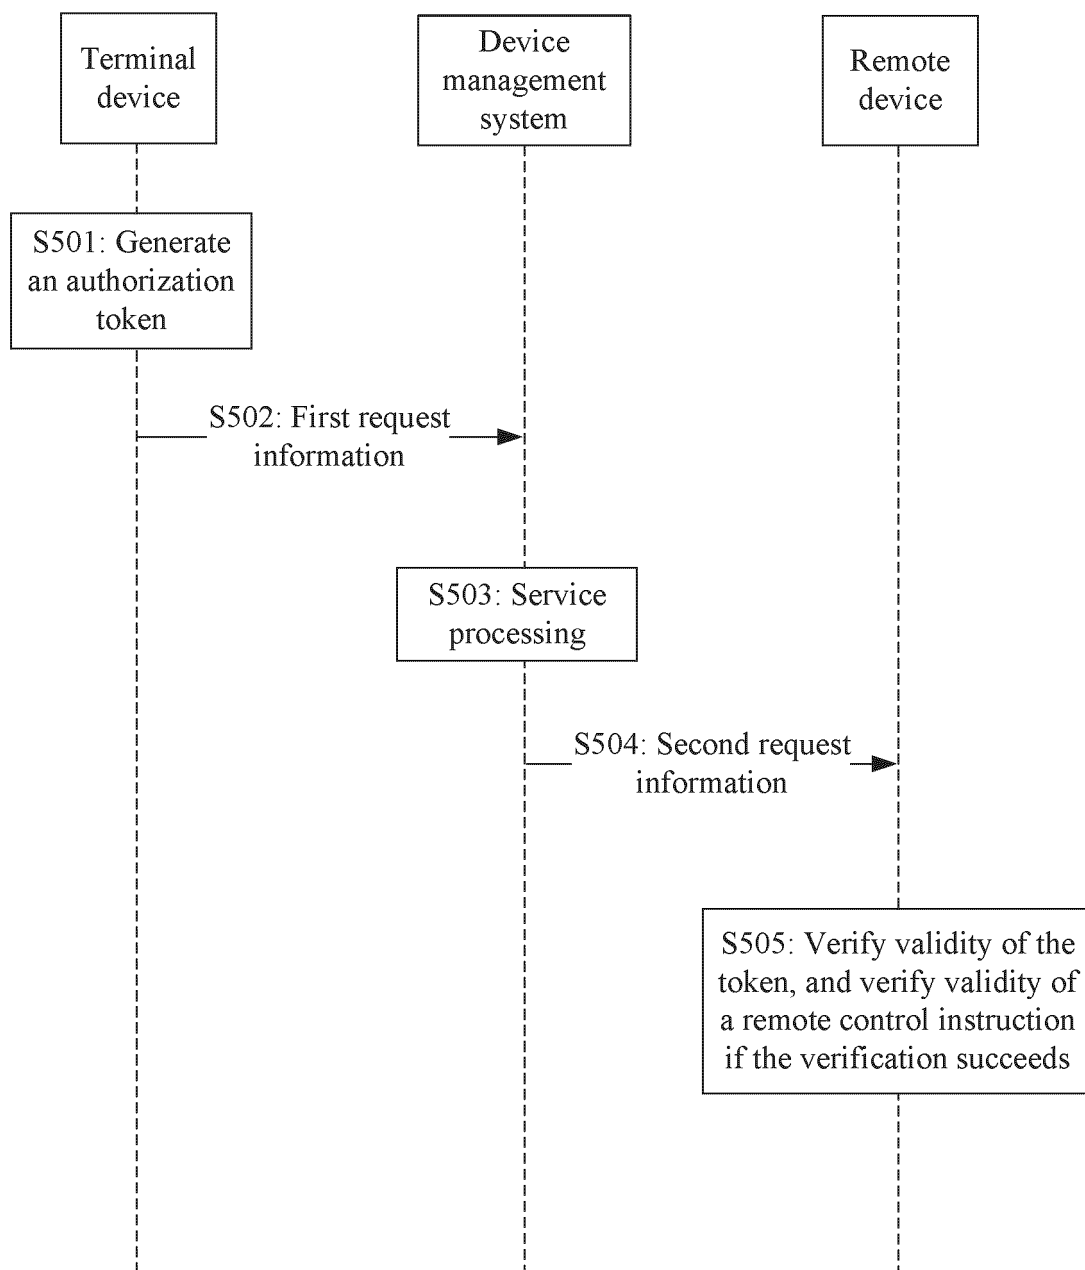 Terminal
device
Device
management
system
Remote
device
S501: Generate
an authorization
token
S502: First request
information
S503: Service
processing
S504: Second request
information
S505: Verify validity of the
token, and verify validity of
a remote control instruction
if the verification succeeds